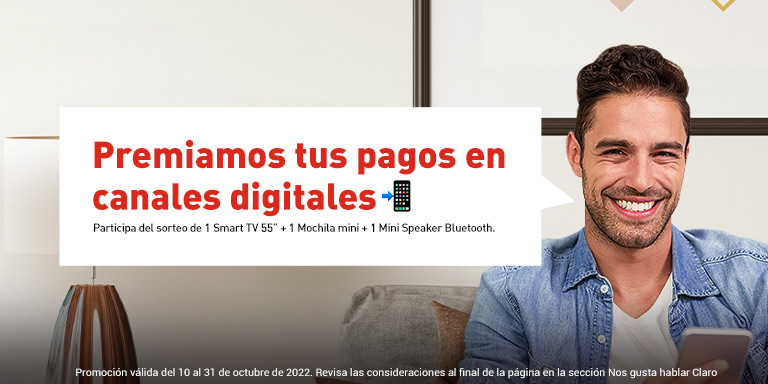 Premiamos tus pagos en
canales digitales📲
Participa del sorteo de 1 Smart TV 55” + 1 Mochila mini + 1 Mini Speaker Bluetooth.
Promoción válida del 10 al 31 de octubre de 2022. Revisa las consideraciones al final de la página en la sección Nos gusta hablar Claro